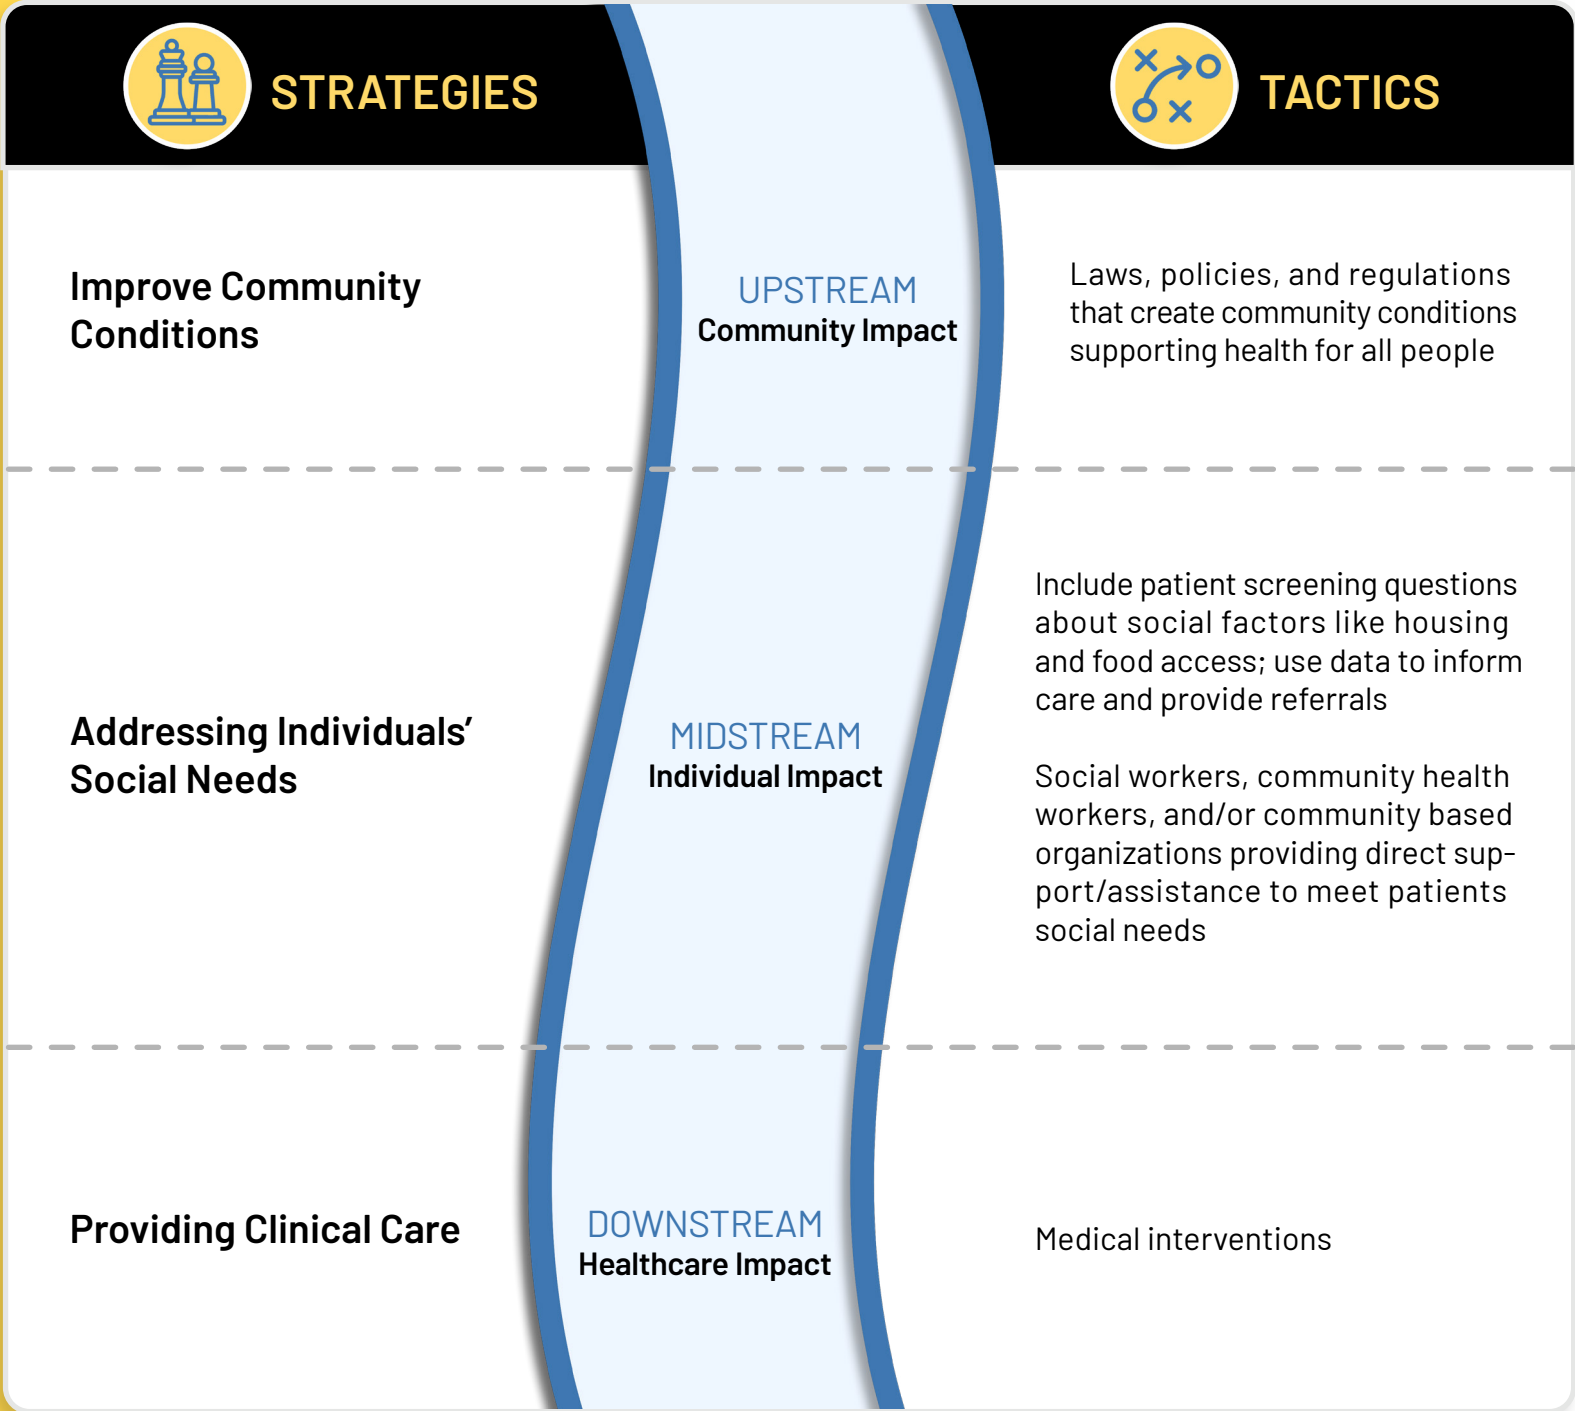 STRATEGIES
TACTICS
Improve Community
Conditions
UPSTREAM
Community Impact
Laws, policies, and regulations
that create community conditions
supporting health for all people
Addressing Individuals’
Social Needs
MIDSTREAM
Individual Impact
Include patient screening questions
about social factors like housing
and food access; use data to inform
care and provide referrals
Social workers, community health
workers, and/or community based
organizations providing direct sup-
port/assistance to meet patients
social needs
Providing Clinical Care
DOWNSTREAM
Healthcare Impact
Medical interventions